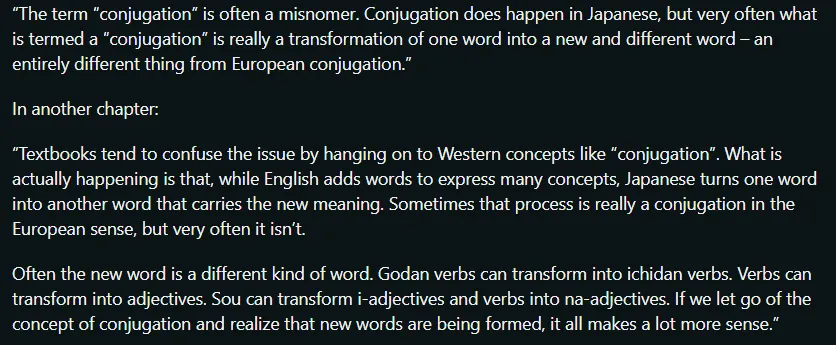 “The term “conjugation” is often a misnomer. Conjugation does happen in Japanese, but very often what
is termed a “conjugation” is really a transformation of one word into a new and different word – an
entirely different thing from European conjugation.”
In another chapter:
“Textbooks tend to confuse the issue by hanging on to Western concepts like “conjugation”. What is
actually happening is that, while English adds words to express many concepts, Japanese turns one word
into another word that carries the new meaning. Sometimes that process is really a conjugation in the
European sense, but very often it isn’t.
Often the new word is a different kind of word. Godan verbs can transform into ichidan verbs. Verbs can
transform into adjectives. Sou can transform i-adjectives and verbs into na-adjectives. If we let go of the
concept of conjugation and realize that new words are being formed, it all makes a lot more sense.”